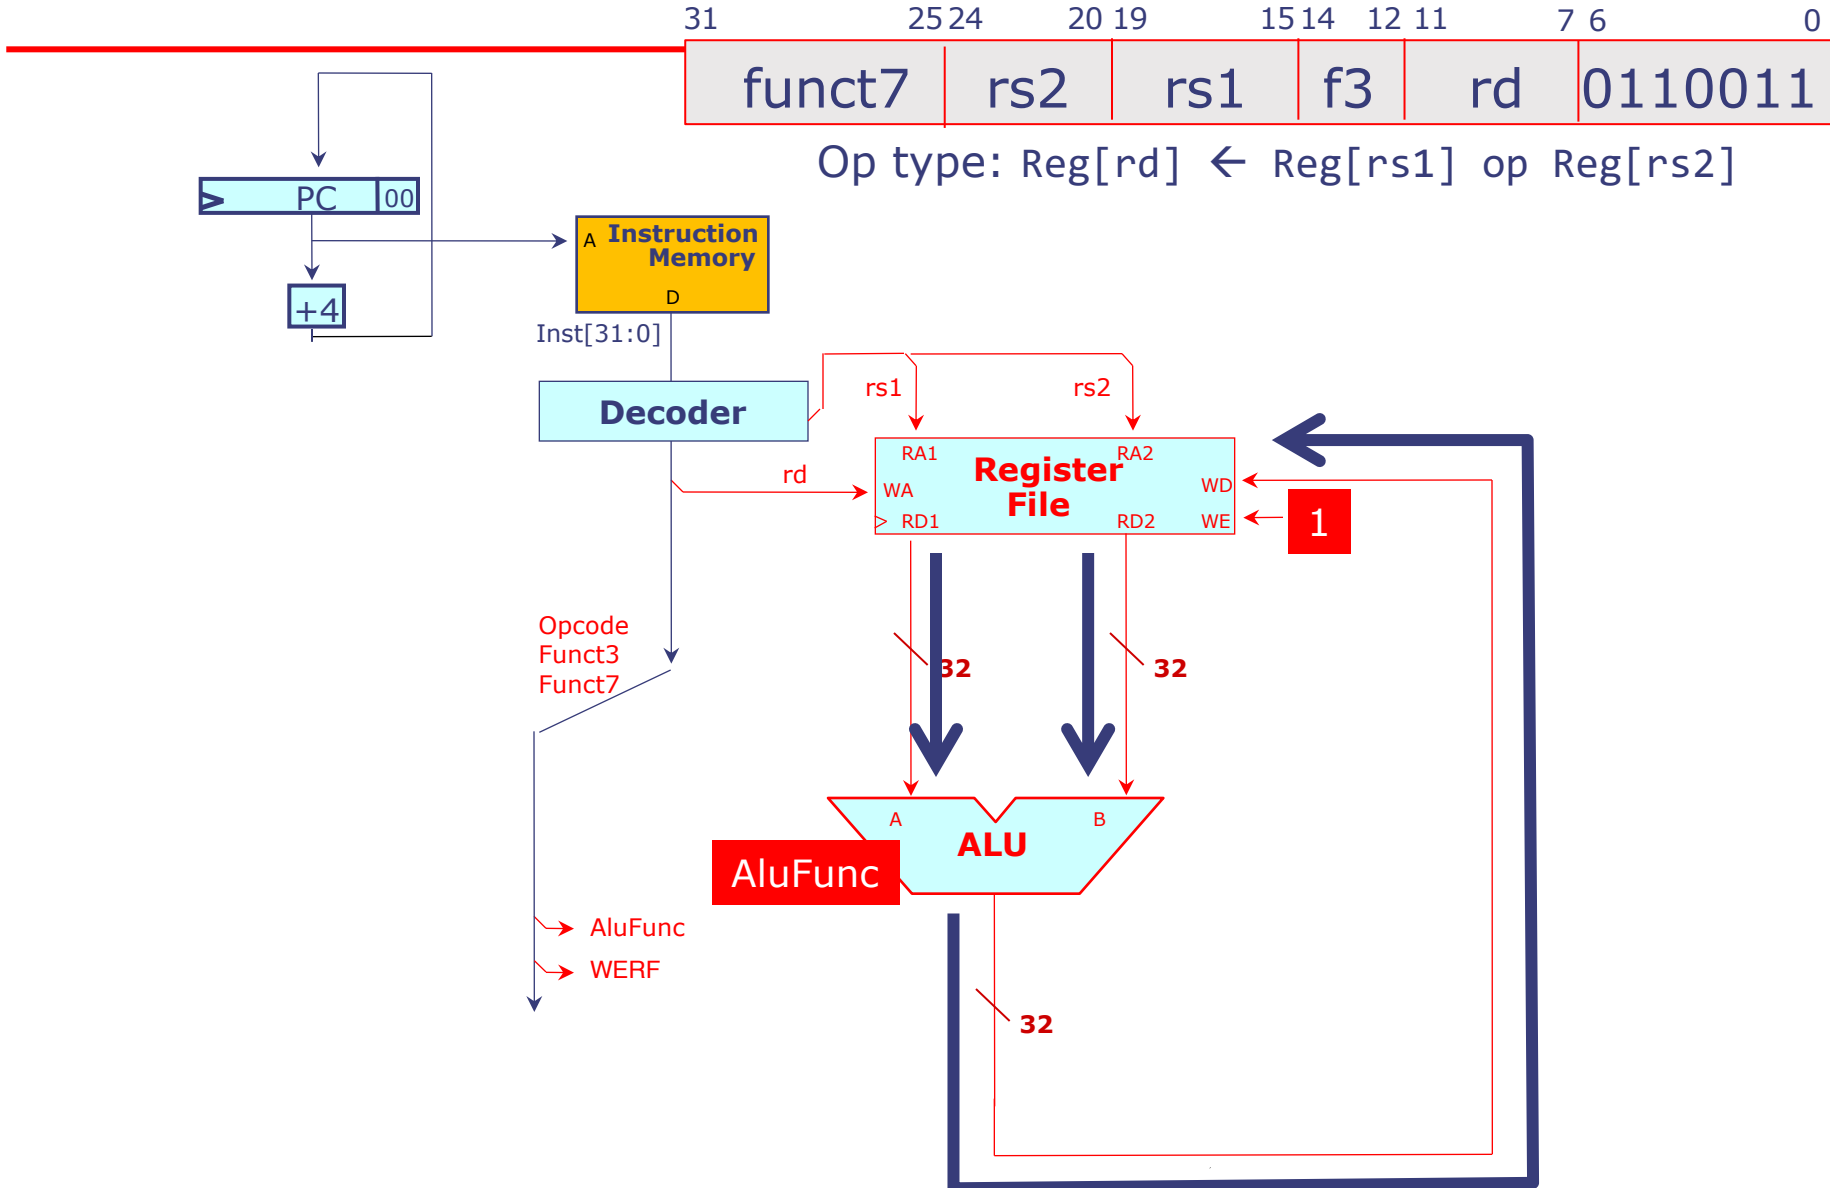 31 25 24 20 19 15 14 12 11 7 6 0
funct7 rs2 rs1 f3 rd 0110011
Op type: Reg[rd] ← Reg[rs1] op Reg[rs2]
PC 00
A Instruction
Memory
D
+4
Inst[31:0]
rs1 rs2
Decoder
RA1 RA2
Register
rd
WA WD
File
RD1 RD2 WE
1
Opcode
Funct3
Funct7
32 32
A B
ALU
AluFunc
AluFunc
WERF
32